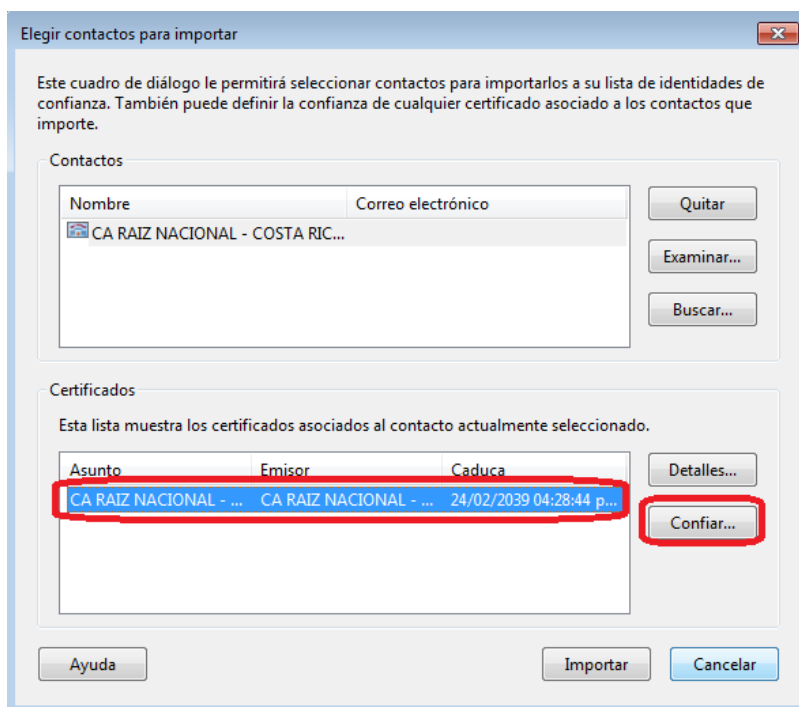 Elegir contactos para importar
Este cuadro de diálogo le permitirá seleccionar contactos para importarlos a su lista de identidades de
confianza. También puede definir la confianza de cualquier certificado asociado a los contactos que
importe.
Contactos
Nombre Correo electrónico
CA RAIZ NACIONAL - COSTA RIC...
Quitar
Examinar...
Buscar...
Certificados
Esta lista muestra los certificados asociados al contacto actualmente seleccionado.
Asunto Emisor Caduca
CA RAIZ NACIONAL - ... CA RAIZ NACIONAL - ... 24/02/2039 04:28:44 p...
Detalles...
Confiar...
Ayuda Importar Cancelar